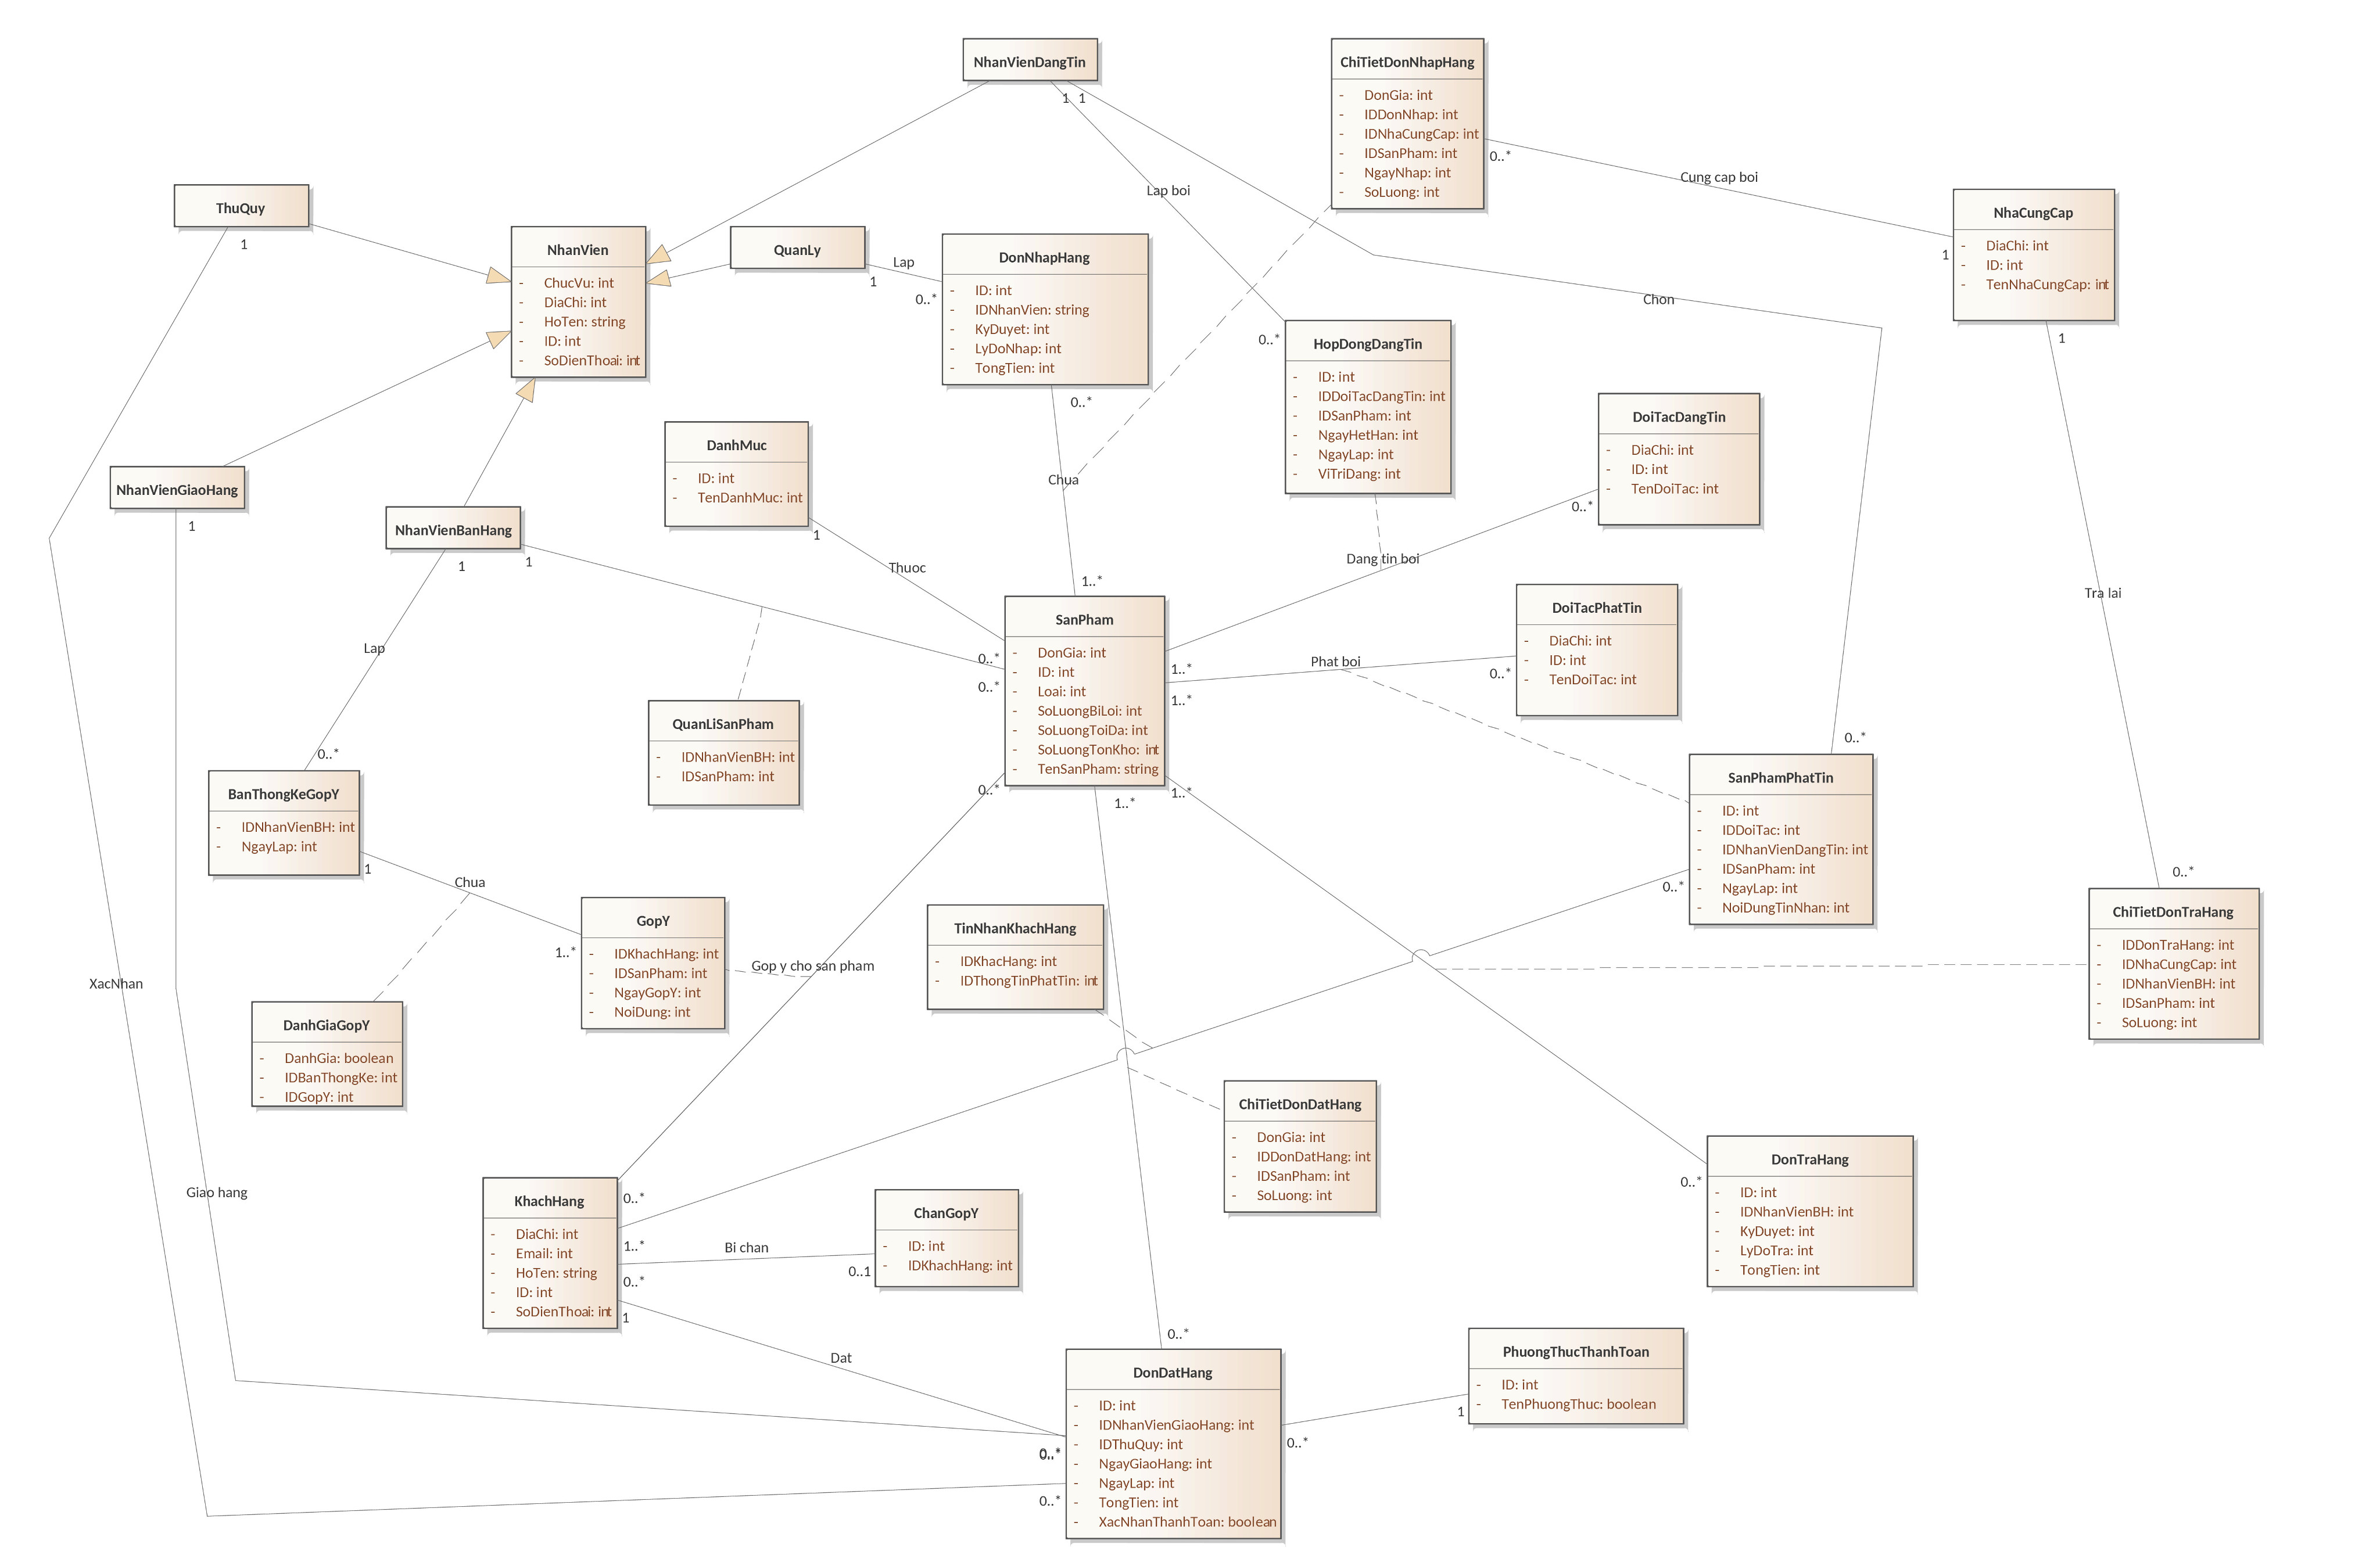 NhanVienDangTin
1 1
ChiTietDonNhapHang
- DonGia: int
- IDDonNhap: int
- IDNhaCungCap: int
- IDSanPham: int
- NgayNhap: int
- SoLuong: int
0..*
Cung cap boi
Lap boi
ThuQuy
1
NhanVien
- ChucVu: int
- DiaChi: int
- HoTen: string
- ID: int
- SoDienThoai: int
QuanLy
Lap
1
0..*
DonNhapHang
- ID: int
- IDNhanVien: string
- KyDuyet: int
- LyDoNhap: int
- TongTien: int
0..*
NhaCungCap
- DiaChi: int
- ID: int
- TenNhaCungCap: int
1
1
Chon
0..*
HopDongDangTin
- ID: int
- IDDoiTacDangTin: int
- IDSanPham: int
- NgayHetHan: int
- NgayLap: int
- ViTriDang: int
DoiTacDangTin
- DiaChi: int
- ID: int
- TenDoiTac: int
0..*
DanhMuc
- ID: int
- TenDanhMuc: int
1
Chua
NhanVienGiaoHang
1
NhanVienBanHang
1
1
Thuoc
Dang tin boi
1..*
DoiTacPhatTin
- DiaChi: int
- ID: int
- TenDoiTac: int
0..*
Tra lai
SanPham
- DonGia: int
- ID: int
- Loai: int
- SoLuongBiLoi: int
- SoLuongToiDa: int
- SoLuongTonKho: int
- TenSanPham: string
0..*
0..*
0..*
1..*
1..*
1..*
1..*
Phat boi
Lap
0..*
QuanLiSanPham
- IDNhanVienBH: int
- IDSanPham: int
0..*
SanPhamPhatTin
- ID: int
- IDDoiTac: int
- IDNhanVienDangTin: int
- IDSanPham: int
- NgayLap: int
- NoiDungTinNhan: int
0..*
BanThongKeGopY
- IDNhanVienBH: int
- NgayLap: int
1
Chua
1..*
GopY
- IDKhachHang: int
- IDSanPham: int
- NgayGopY: int
- NoiDung: int
Gop y cho san pham
TinNhanKhachHang
- IDKhacHang: int
- IDThongTinPhatTin: int
0..*
ChiTietDonTraHang
- IDDonTraHang: int
- IDNhaCungCap: int
- IDNhanVienBH: int
- IDSanPham: int
- SoLuong: int
XacNhan
DanhGiaGopY
- DanhGia: boolean
- IDBanThongKe: int
- IDGopY: int
ChiTietDonDatHang
- DonGia: int
- IDDonDatHang: int
- IDSanPham: int
- SoLuong: int
Giao hang
KhachHang
- DiaChi: int
- Email: int
- HoTen: string
- ID: int
- SoDienThoai: int
0..*
1..*
0..*
1
Bi chan
0..1
ChanGopY
- ID: int
- IDKhachHang: int
0..*
DonTraHang
- ID: int
- IDNhanVienBH: int
- KyDuyet: int
- LyDoTra: int
- TongTien: int
Dat
0..*
DonDatHang
- ID: int
- IDNhanVienGiaoHang: int
- IDThuQuy: int
- NgayGiaoHang: int
- NgayLap: int
- TongTien: int
- XacNhanThanhToan: boolean
0..*
0..*
0..*
1
PhuongThucThanhToan
- ID: int
- TenPhuongThuc: boolean